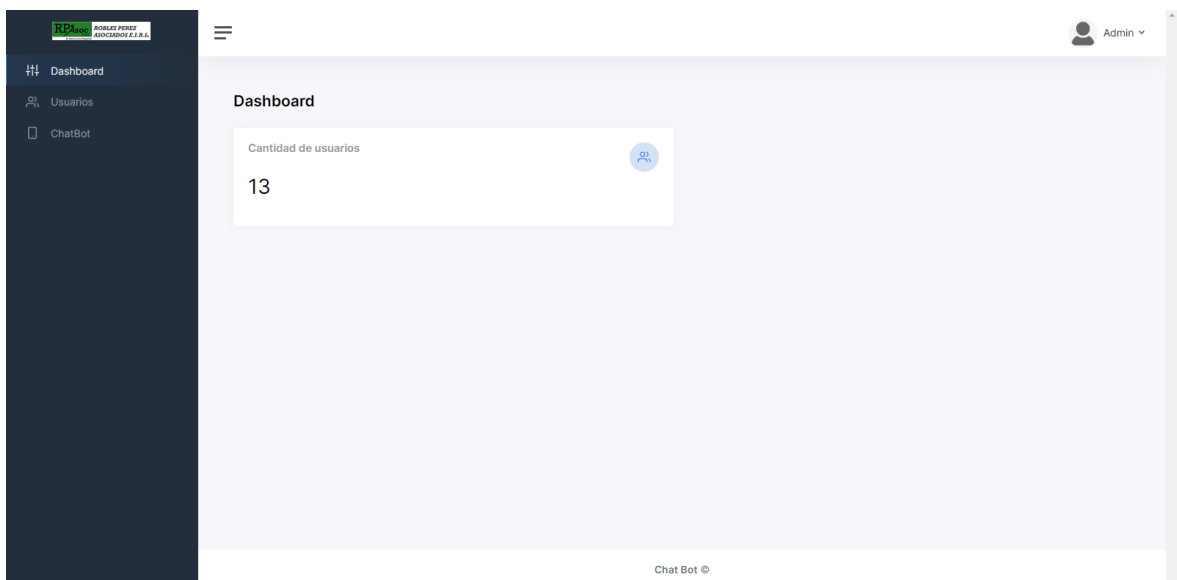 RPAsoc ROBLES PEREZ
ASOCIADOS E.I.R.L.
Admin
Dashboard
Usuarios
ChatBot
Dashboard
Cantidad de usuarios
13
Chat Bot ©